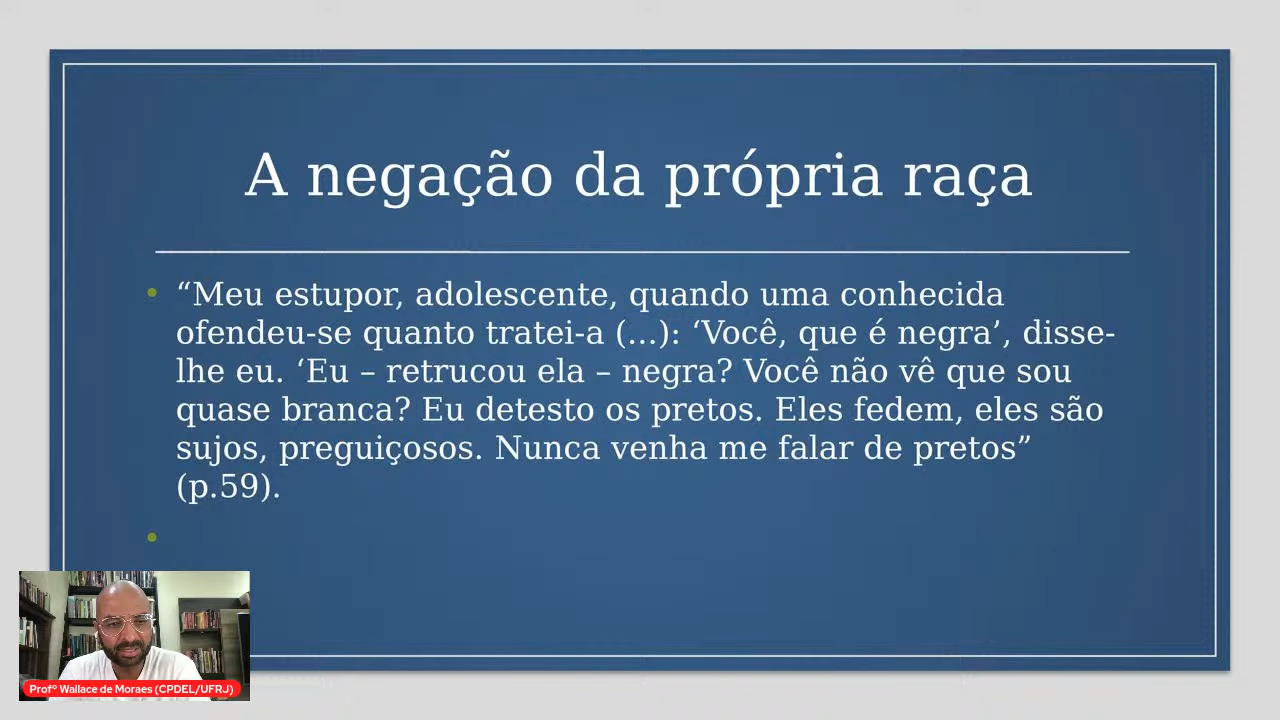 A negação da própria raça
“Meu estupor, adolescente, quando uma conhecida
ofendeu-se quanto tratei-a (...): ‘Você, que é negra’, disse-
lhe eu. ‘Eu – retrucou ela – negra? Você não vê que sou
quase branca? Eu detesto os pretos. Eles fedem, eles são
sujos, preguiçosos. Nunca venha me falar de pretos”
(p.59).
Profº Wallace de Moraes (CPDEL/UFRJ)